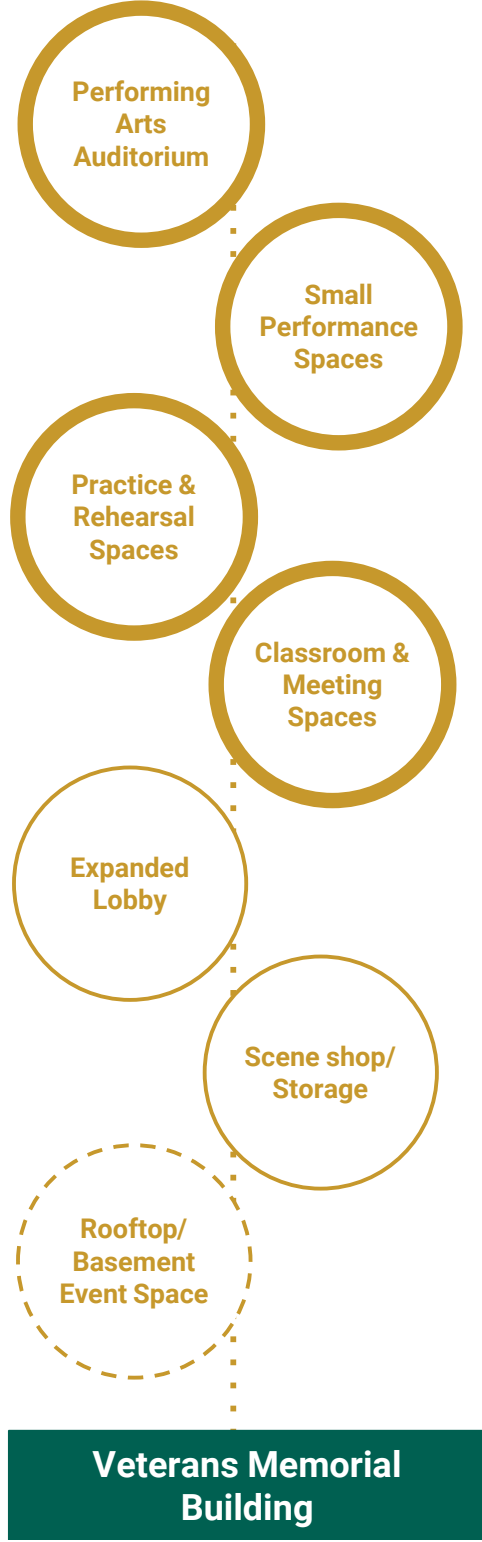 Performing
Arts
Auditorium
Small
Performance
Spaces
Practice &
Rehearsal
Spaces
Classroom &
Meeting
Spaces
Expanded
Lobby
Scene shop/
Storage
Rooftop/
Basement
Event Space
Veterans Memorial
Building